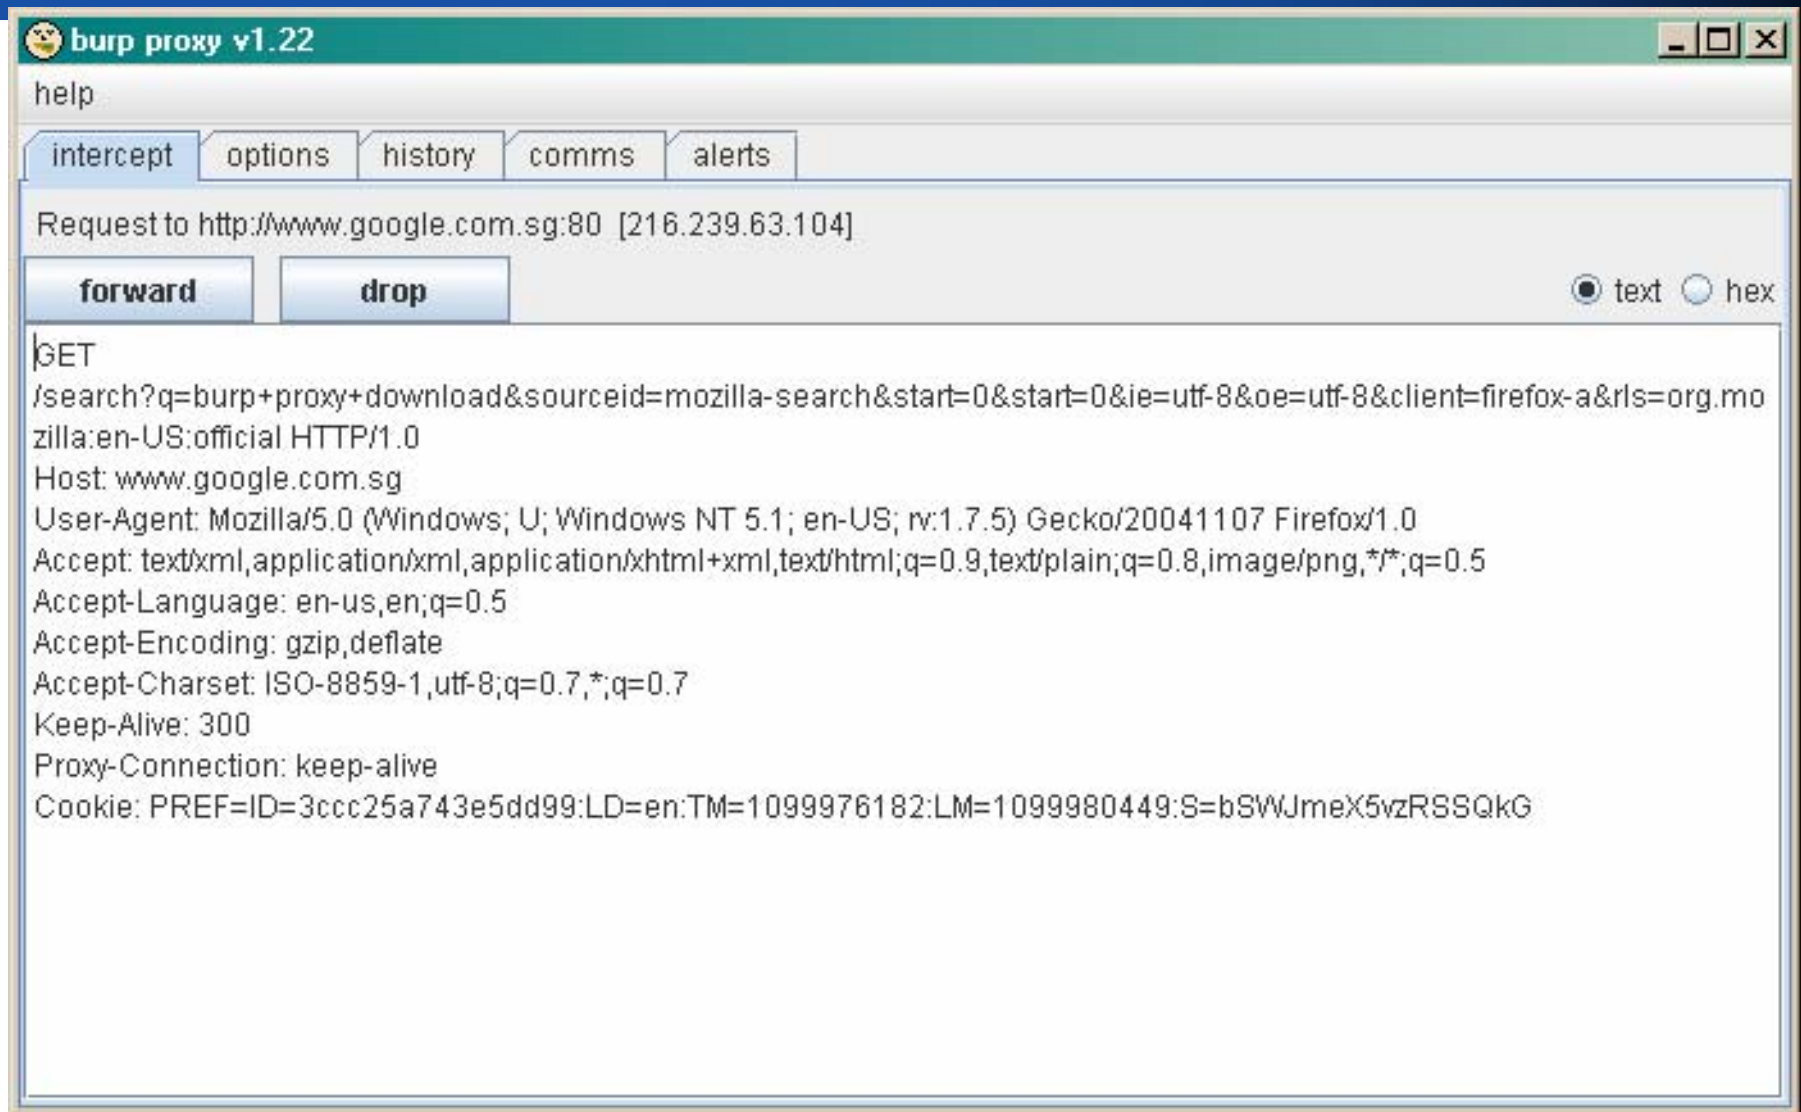 burp proxy v1.22
help
intercept options history comms alerts
Request to http://www.google.com.sg:80 [216.239.63.104]
forward drop text hex
GET
/search?q=burp+proxy+download&sourceid=mozilla-search&start=0&start=0&ie=utf-8&oe=utf-8&client=firefox-a&rls=org.mo
zilla:en-US:official HTTP/1.0
Host: www.google.com.sg
User-Agent: Mozilla/5.0 (Windows; U; Windows NT 5.1; en-US; rv:1.7.5) Gecko/20041107 Firefox/1.0
Accept: text/xml,application/xml,application/xhtml+xml,text/html;q=0.9,text/plain;q=0.8,image/png,*/*;q=0.5
Accept-Language: en-us,en;q=0.5
Accept-Encoding: gzip,deflate
Accept-Charset: ISO-8859-1,utf-8;q=0.7,*;q=0.7
Keep-Alive: 300
Proxy-Connection: keep-alive
Cookie: PREF=ID=3ccc25a743e5dd99:LD=en:TM=1099976182:LM=1099980449:S=bSWJmeX5vzRSSQkG